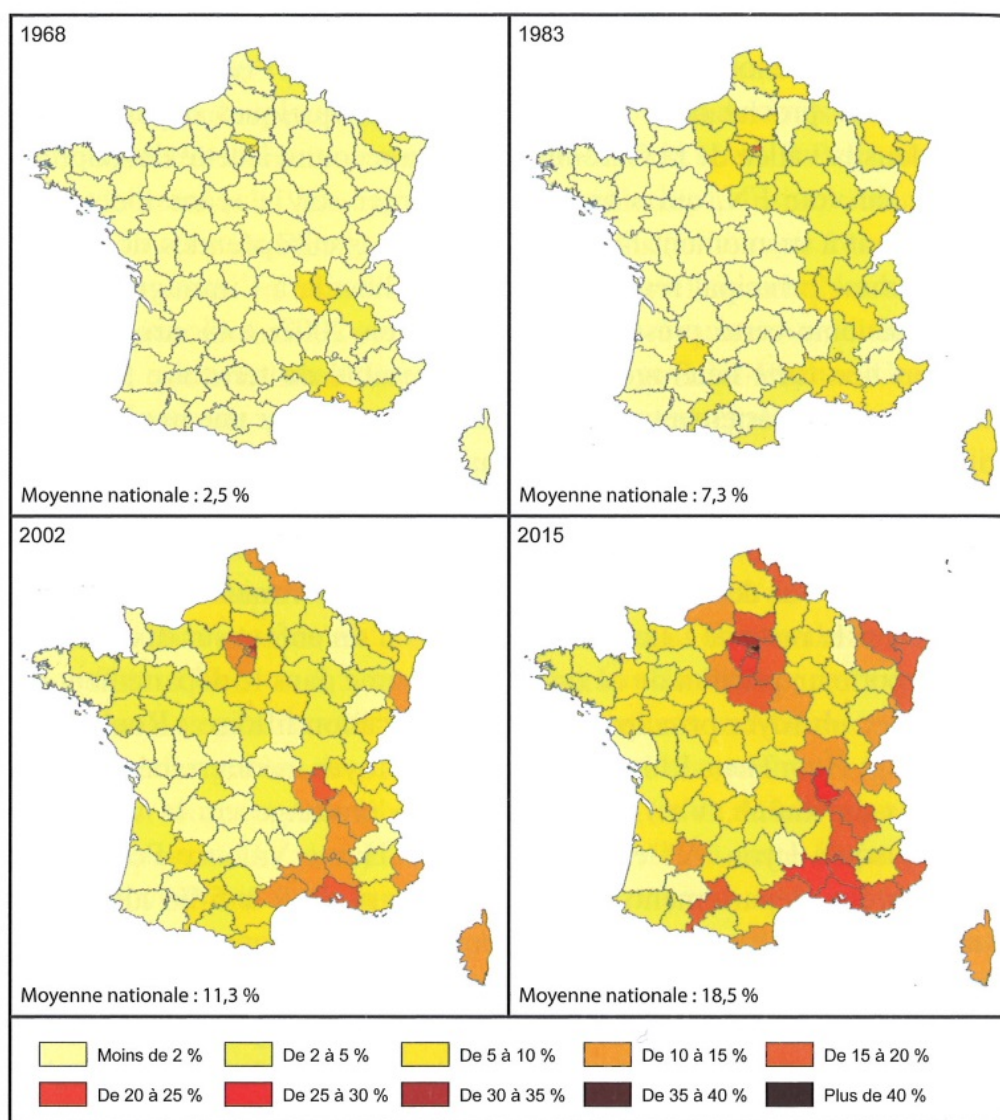 1968
1983
Moyenne nationale : 2,5 %
Moyenne nationale : 7,3 %
2002
2015
Moyenne nationale : 11,3 %
Moyenne nationale : 18,5 %
Moins de 2 %
De 2 à 5 %
De 5 à 10 %
De 10 à 15 %
De 15 à 20 %
De 20 à 25 %
De 25 à 30 %
De 30 à 35 %
De 35 à 40 %
Plus de 40 %